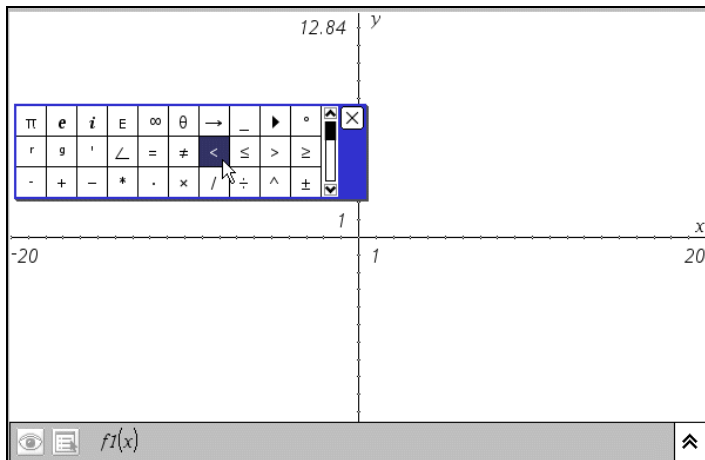 12.84 y
π e i E ∞ θ → _ ▶ °
r g ' ∠ = ≠ < ≤ > ≥
- + − * · × / ÷ ^ ±
1 x
-20 1 20
f1(x)